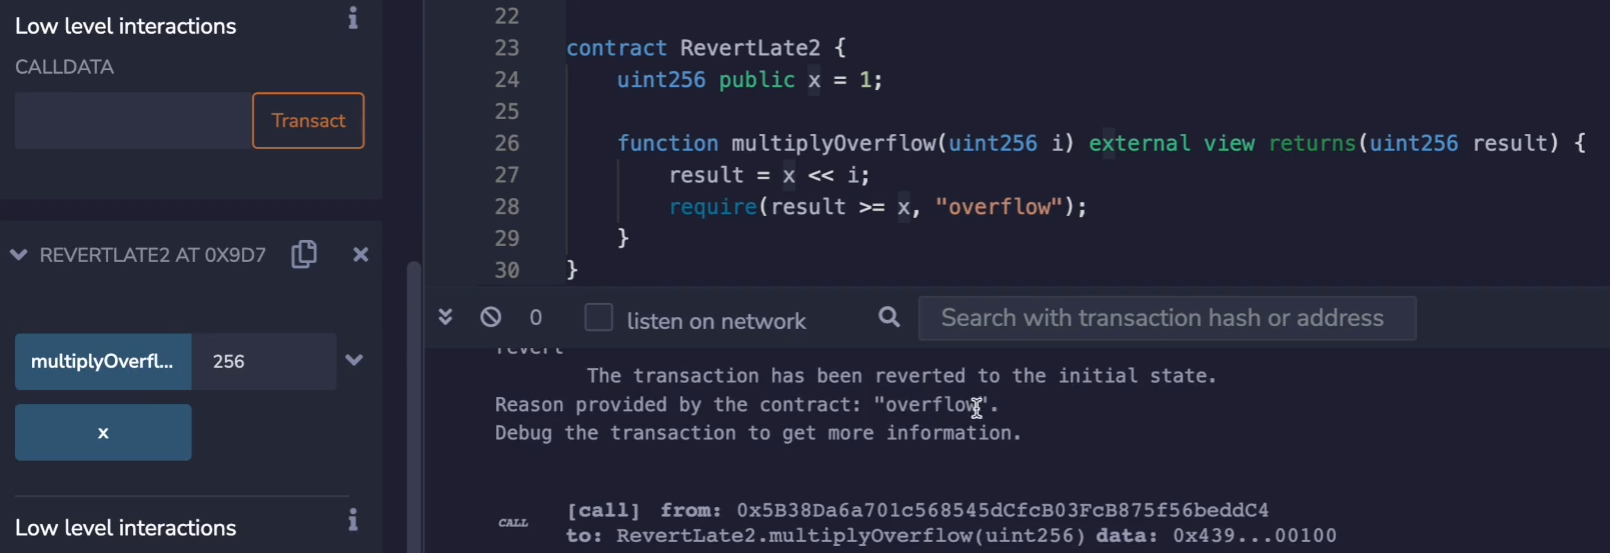 Low level interactions
i
CALLDATA
Transact
REVERTLATE2 AT 0X9D7
multiplyOverfl...
256
x
Low level interactions
i
22
23 contract RevertLate2 {
24 uint256 public x = 1;
25
26 function multiplyOverflow(uint256 i) external view returns(uint256 result) {
27 result = x << i;
28 require(result >= x, "overflow");
29 }
30 }
0
listen on network
Search with transaction hash or address
revert
The transaction has been reverted to the initial state.
Reason provided by the contract: "overflow".
Debug the transaction to get more information.
CALL
[call] from: 0x5B38Da6a701c568545dCfcB03FcB875f56beddC4
to: RevertLate2.multiplyOverflow(uint256) data: 0x439...00100